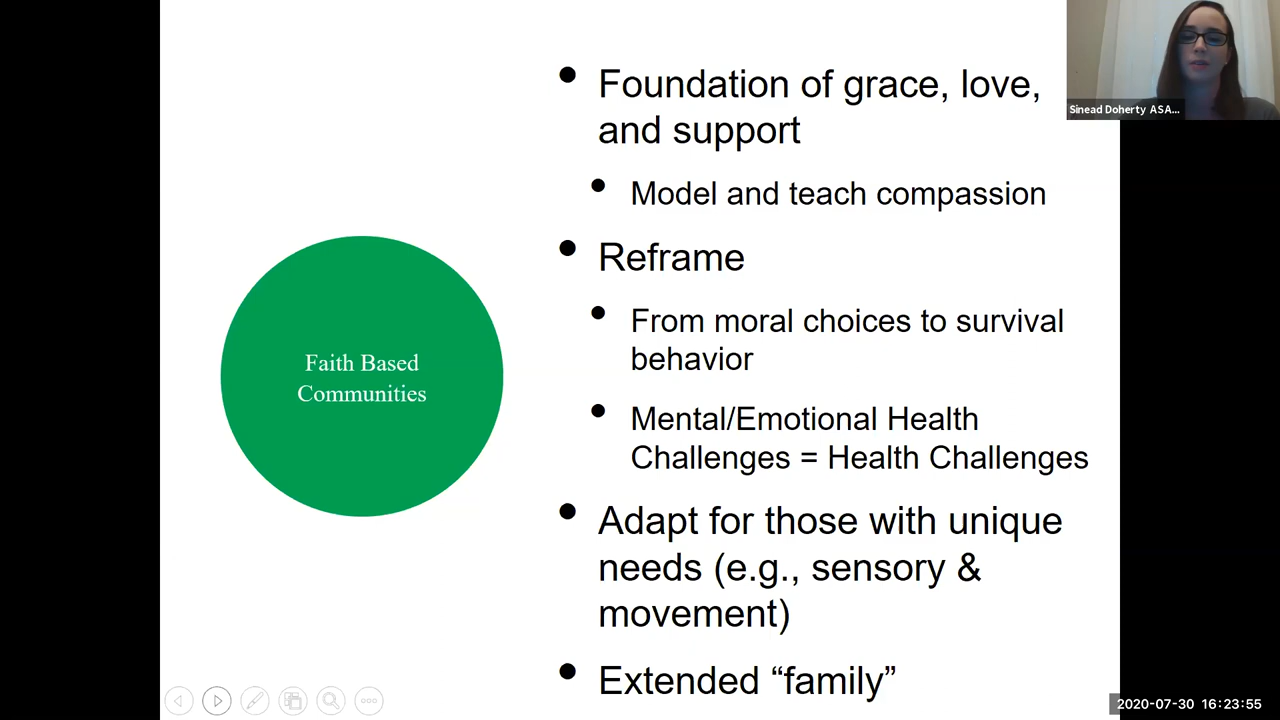 Foundation of grace, love,
and support
Model and teach compassion
Reframe
From moral choices to survival
behavior
Mental/Emotional Health
Challenges = Health Challenges
Adapt for those with unique
needs (e.g., sensory &
movement)
Extended “family”
Faith Based
Communities
Sinead Doherty ASA...
2020-07-30 16:23:55